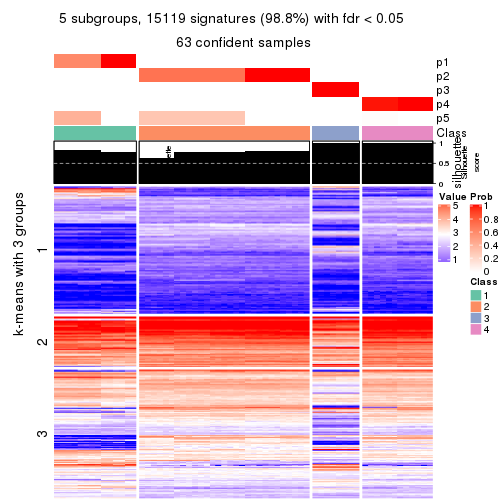 5 subgroups, 15119 signatures (98.8%) with fdr < 0.05
63 confident samples
p1
p2
p3
p4
p5
Class
1
0.5
0
silhouette
Silhouette
score
k-means with 3 groups
1
2
3
Value
5
4
3
2
1
Prob
1
0.8
0.6
0.4
0.2
0
Class
1
2
3
4